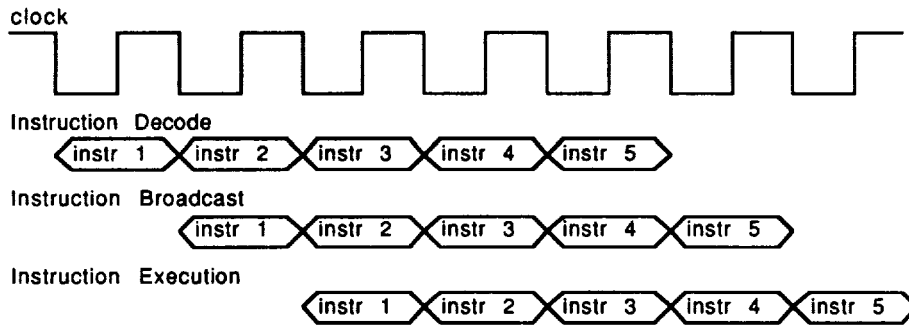 clock
Instruction Decode
instr 1 instr 2 instr 3 instr 4 instr 5
Instruction Broadcast
instr 1 instr 2 instr 3 instr 4 instr 5
Instruction Execution
instr 1 instr 2 instr 3 instr 4 instr 5